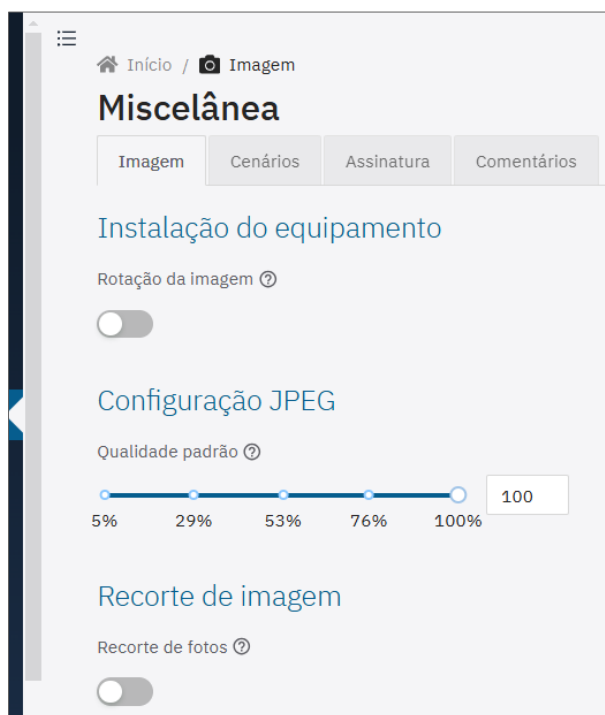 Início / Imagem
Miscelânea
Imagem Cenários Assinatura Comentários
Instalação do equipamento
Rotação da imagem ?
Configuração JPEG
Qualidade padrão ?
100
5% 29% 53% 76% 100%
Recorte de imagem
Recorte de fotos ?